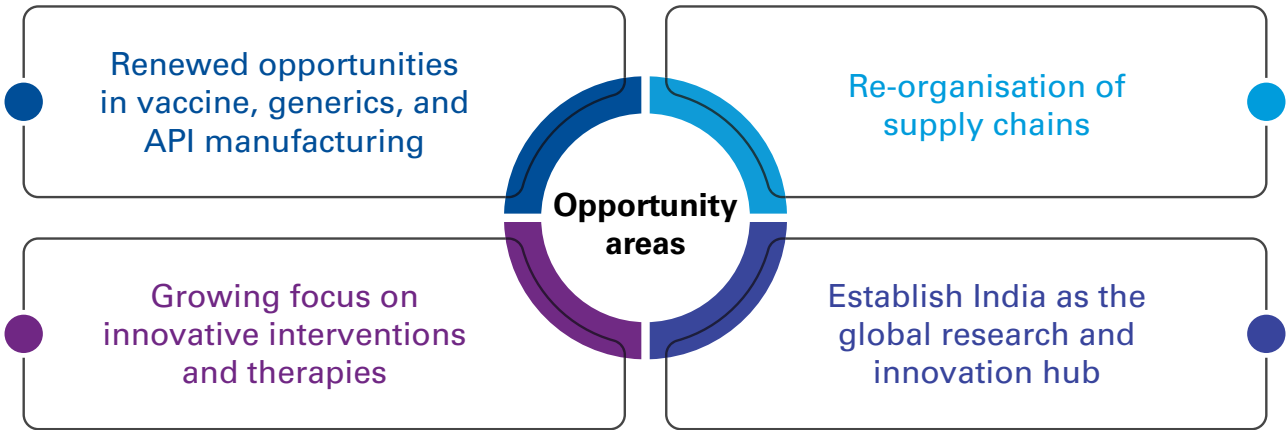 Renewed opportunities
in vaccine, generics, and
API manufacturing
Re-organisation of
supply chains
Opportunity
areas
Growing focus on
innovative interventions
and therapies
Establish India as the
global research and
innovation hub